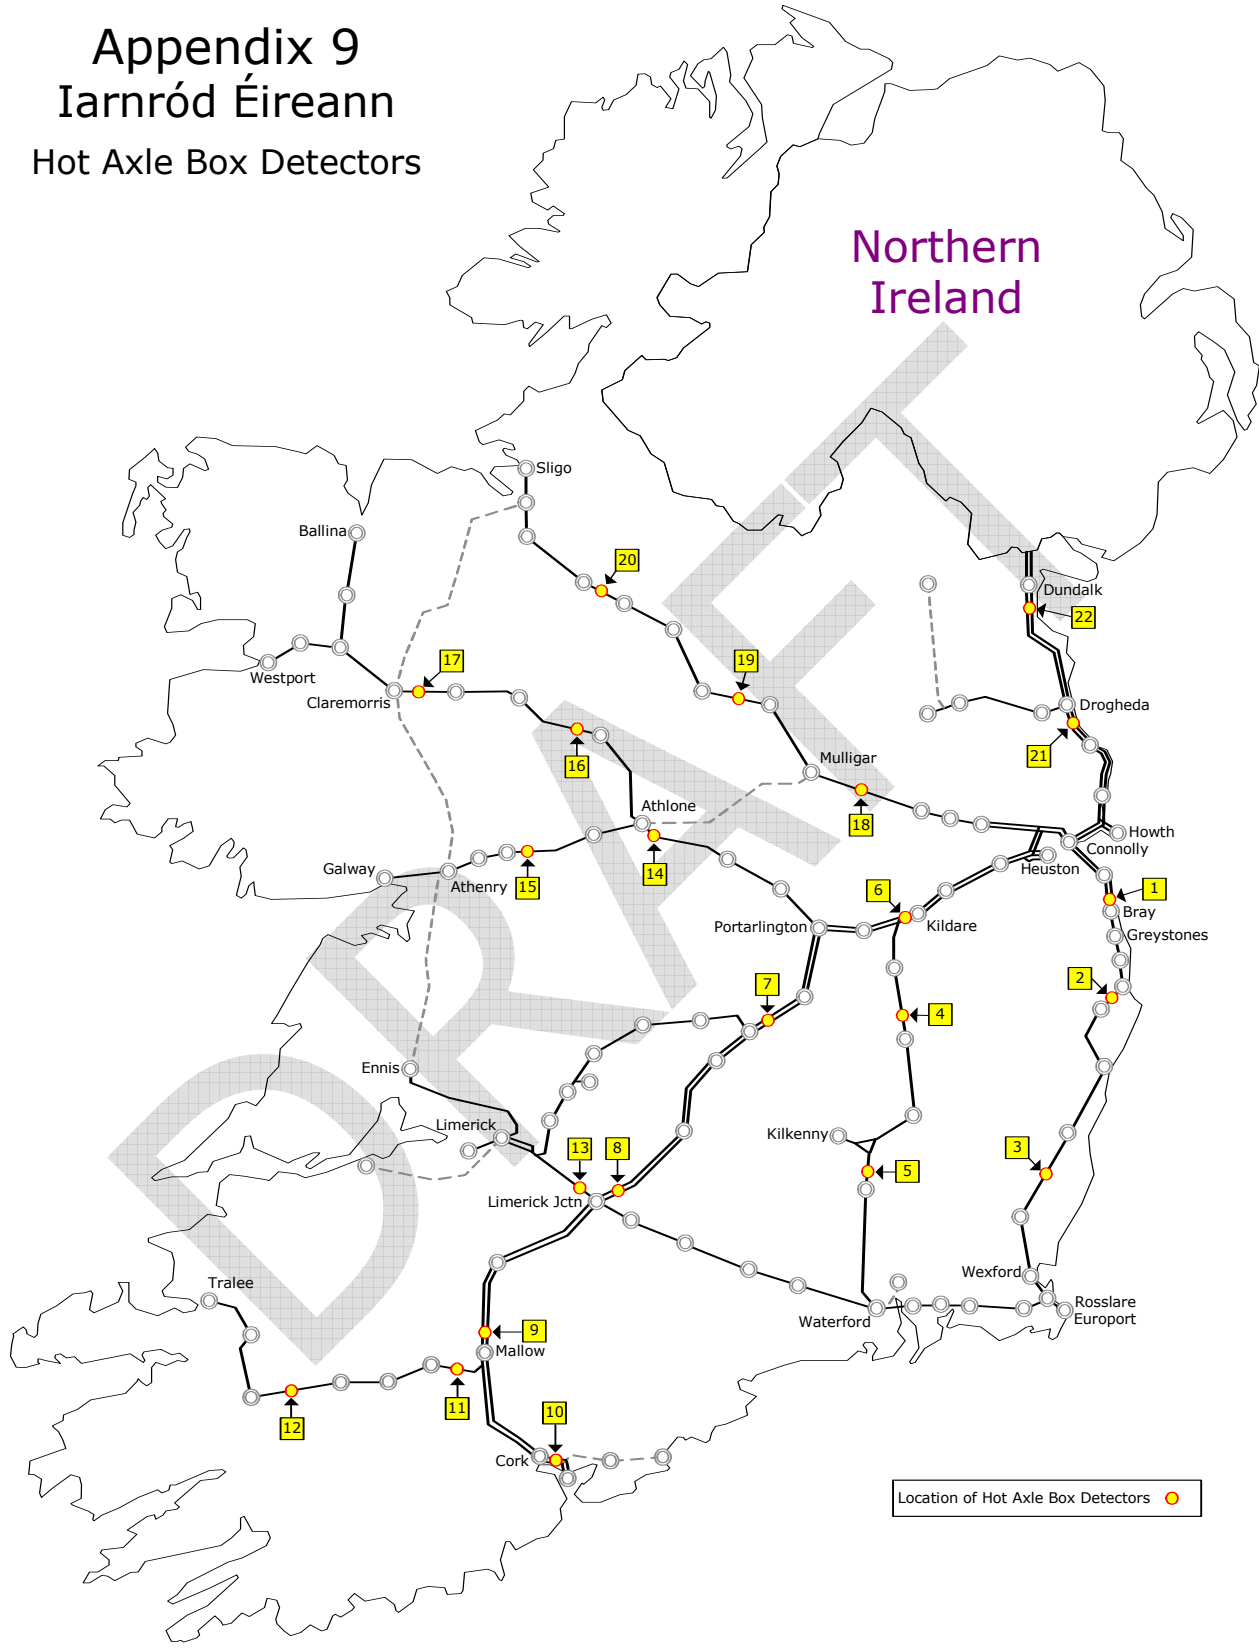 Appendix 9
Iarnród Éireann
Hot Axle Box Detectors
Northern
Ireland
DRAFT
Sligo
Ballina
20
Dundalk
22
19
17
Westport
Claremorris
Drogheda
21
16
Mulligar
18
Athlone
Howth
Connolly
Heuston
14
Galway
Athenry
15
6
1
Bray
Kildare
Portarlington
Greystones
2
7
4
Ennis
Limerick
Kilkenny
13
8
3
5
Limerick Jctn
Wexford
Tralee
Rosslare
Europort
Waterford
9
Mallow
11
10
12
Cork
Location of Hot Axle Box Detectors